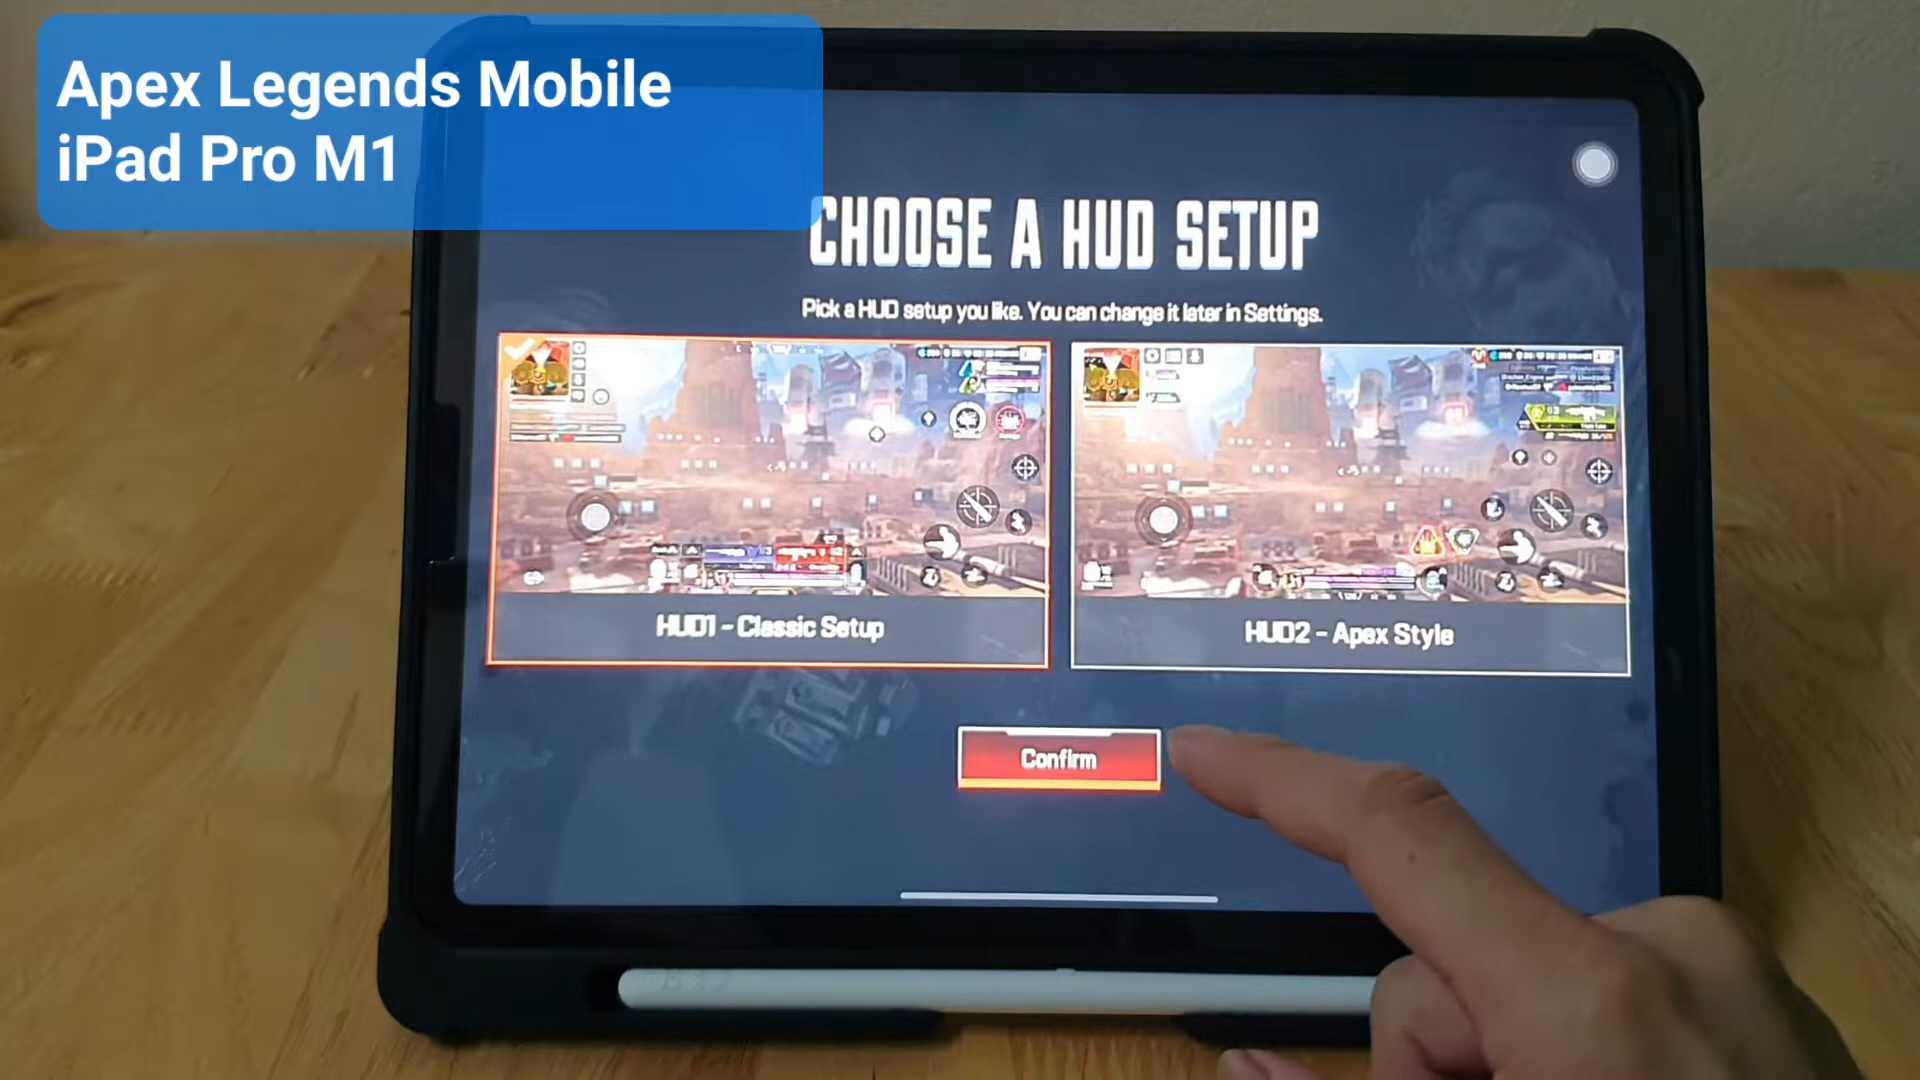 Apex Legends Mobile
iPad Pro M1
CHOOSE A HUD SETUP
Pick a HUD setup you like. You can change it later in Settings.
HUD1 - Classic Setup
HUD2 - Apex Style
Confirm